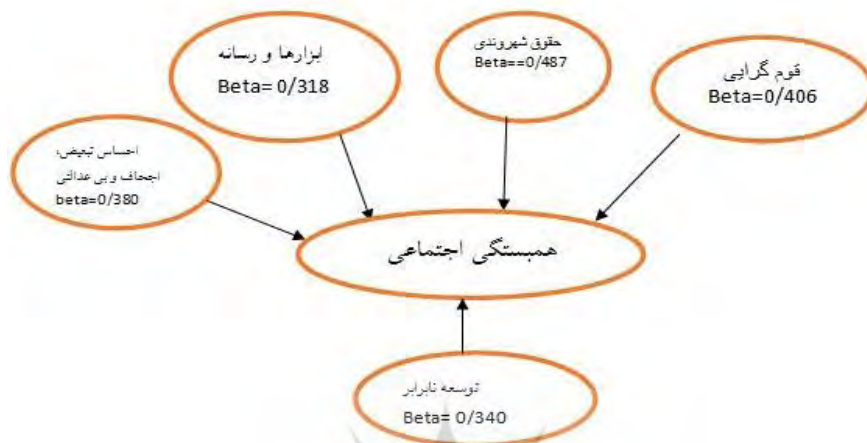 قوم گرایی
Beta=0/406
حقوق شهروندی
Beta==0/487
ابزارها و رسانه
Beta= 0/318
احساس تبعیض،
اجحاف و بی عدالتی
beta=0/380
همبستگی اجتماعی
توسعه نابرابر
Beta= 0/340